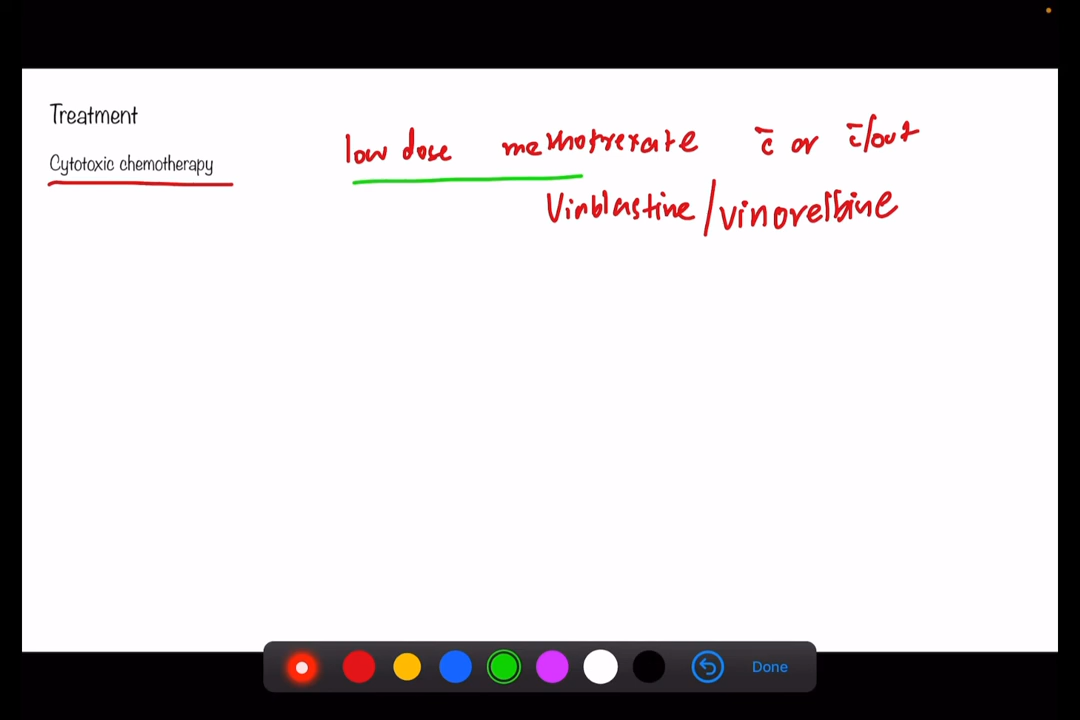 Treatment
Cytotoxic chemotherapy
low dose methotrexate c̄ or c̄/out
Vinblastine/vinorelbine
Done